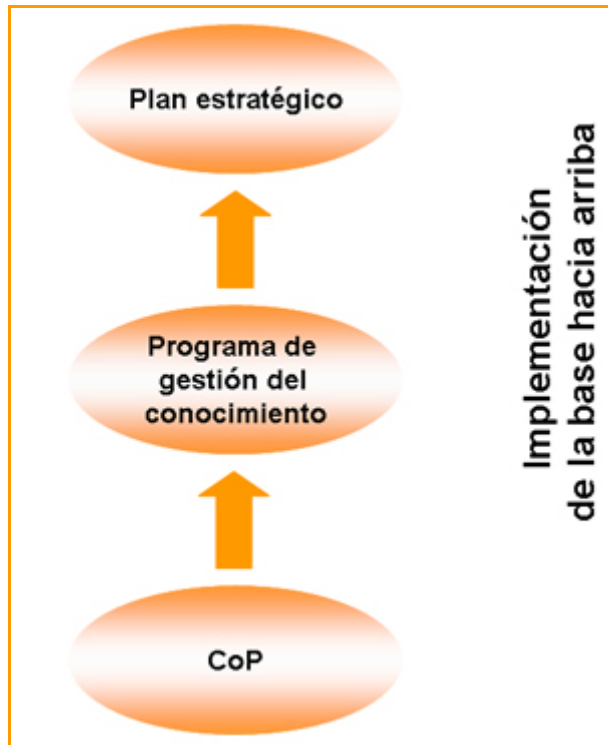 Plan estratégico
Programa de
gestión del
conocimiento
CoP
Implementación
de la base hacia arriba